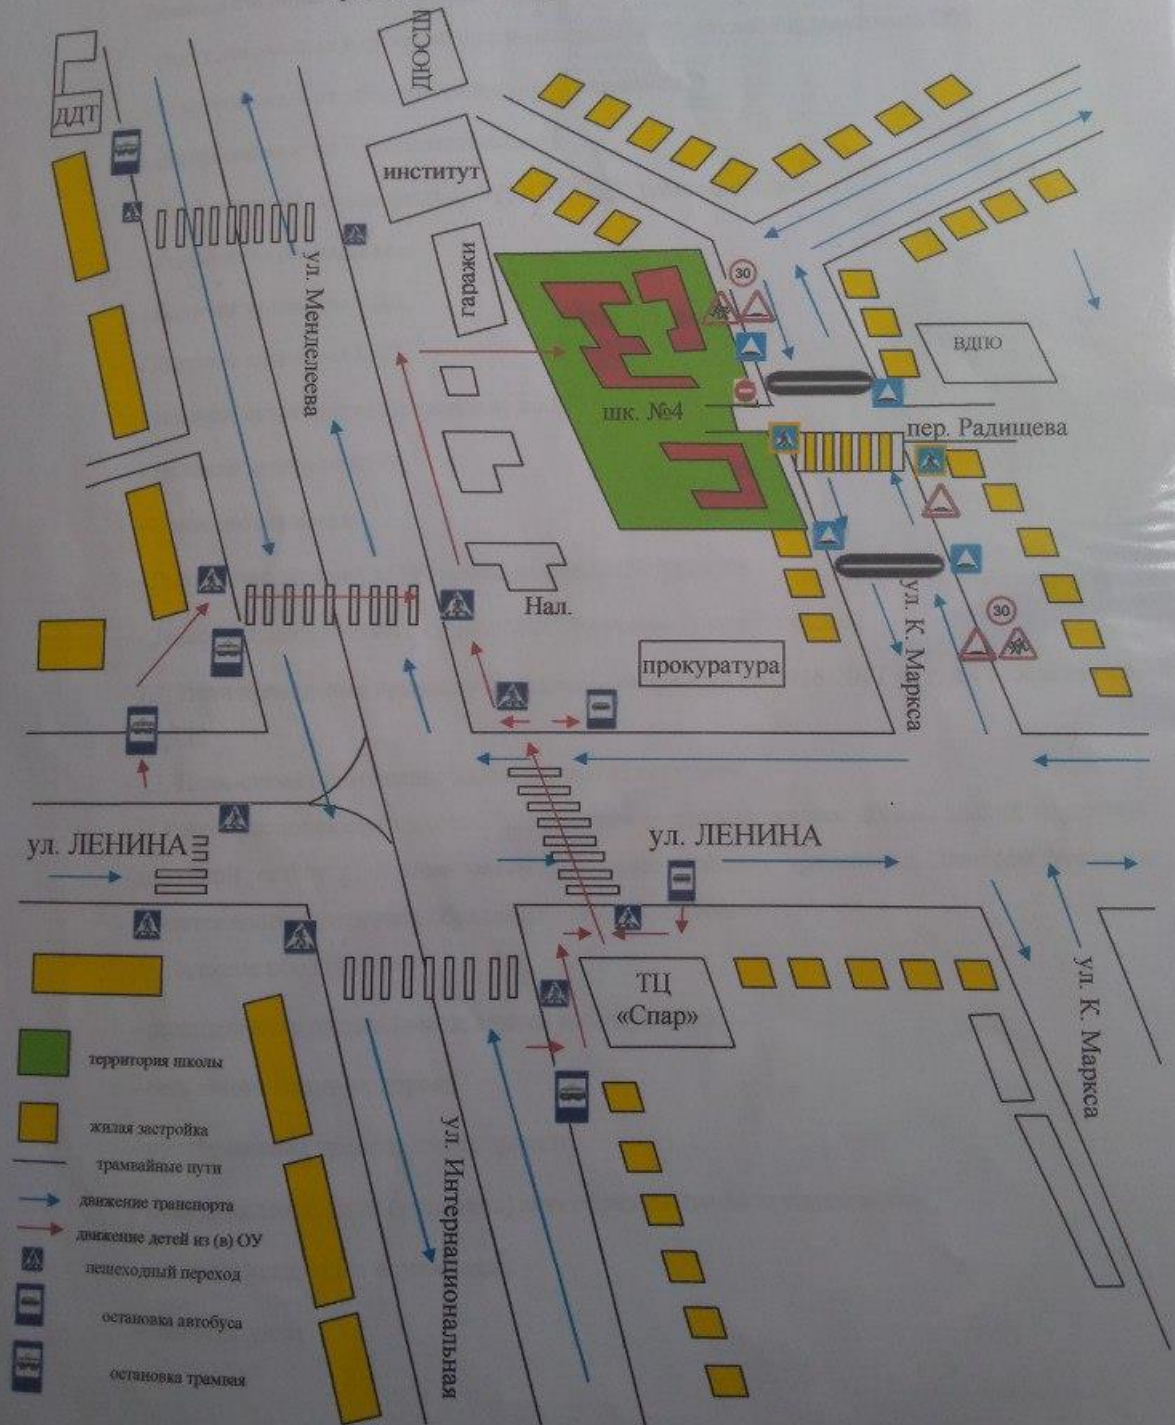 ДЮСШ
ДДТ
институт
гаражи
30
ул. Менделеева
ВДПО
шк. №4
пер. Радищева
Нал.
30
ул. К. Маркса
прокуратура
ул. ЛЕНИНА
ул. ЛЕНИНА
ТЦ
«Спар»
ул. К. Маркса
ул. Интернациональная
территория школы
жилая застройка
трамвайные пути
движение транспорта
движение детей из (в) ОУ
пешеходный переход
остановка автобуса
остановка трамвая